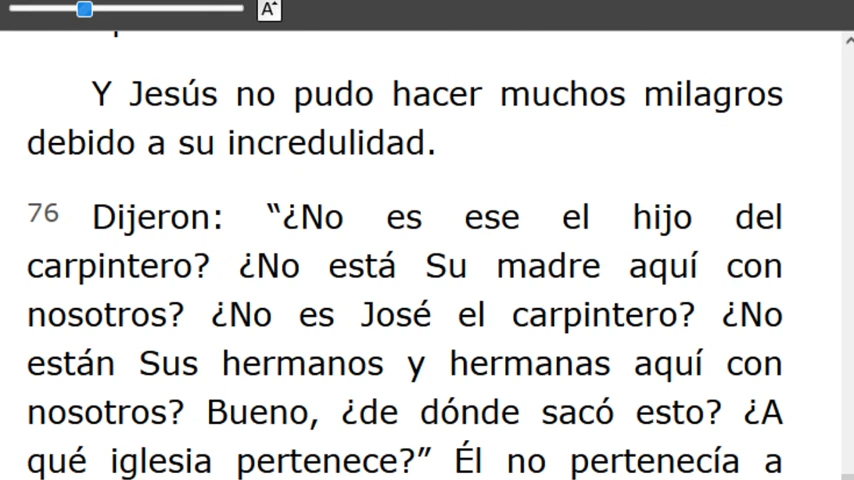 A
Y Jesús no pudo hacer muchos milagros
debido a su incredulidad.
76 Dijeron: “¿No es ese el hijo del
carpintero? ¿No está Su madre aquí con
nosotros? ¿No es José el carpintero? ¿No
están Sus hermanos y hermanas aquí con
nosotros? Bueno, ¿de dónde sacó esto? ¿A
qué iglesia pertenece?” Él no pertenecía a